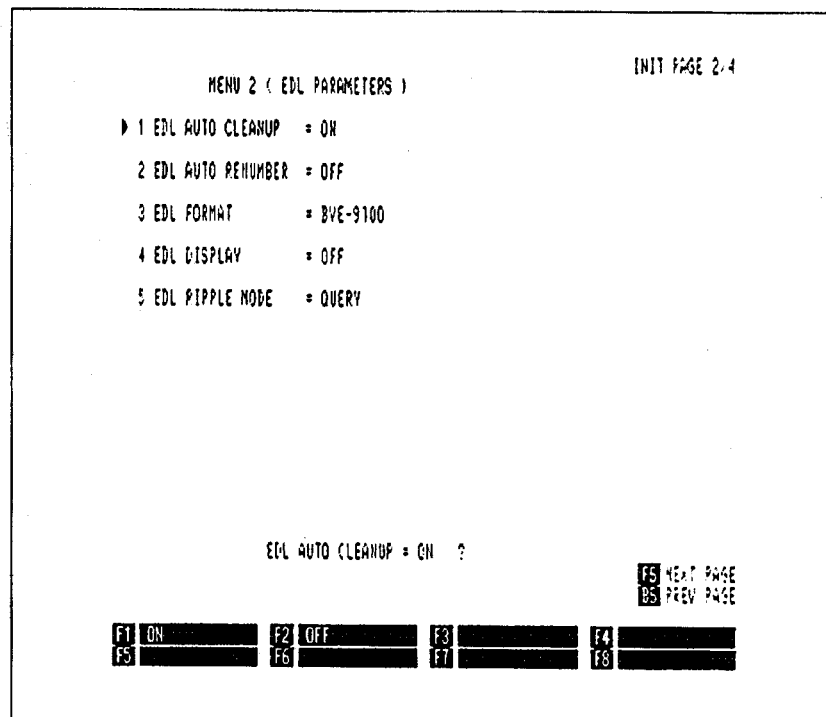 INIT PAGE 2/4
MENU 2 ( EDL PARAMETERS )
1 EDL AUTO CLEANUP = ON
2 EDL AUTO RENUMBER = OFF
3 EDL FORMAT = BVE-9100
4 EDL DISPLAY = OFF
5 EDL RIPPLE MODE = QUERY
EDL AUTO CLEANUP = ON ?
FS NEXT PAGE
BS PREV PAGE
F1 ON F2 OFF F3 F4
F5 F6 F7 F8